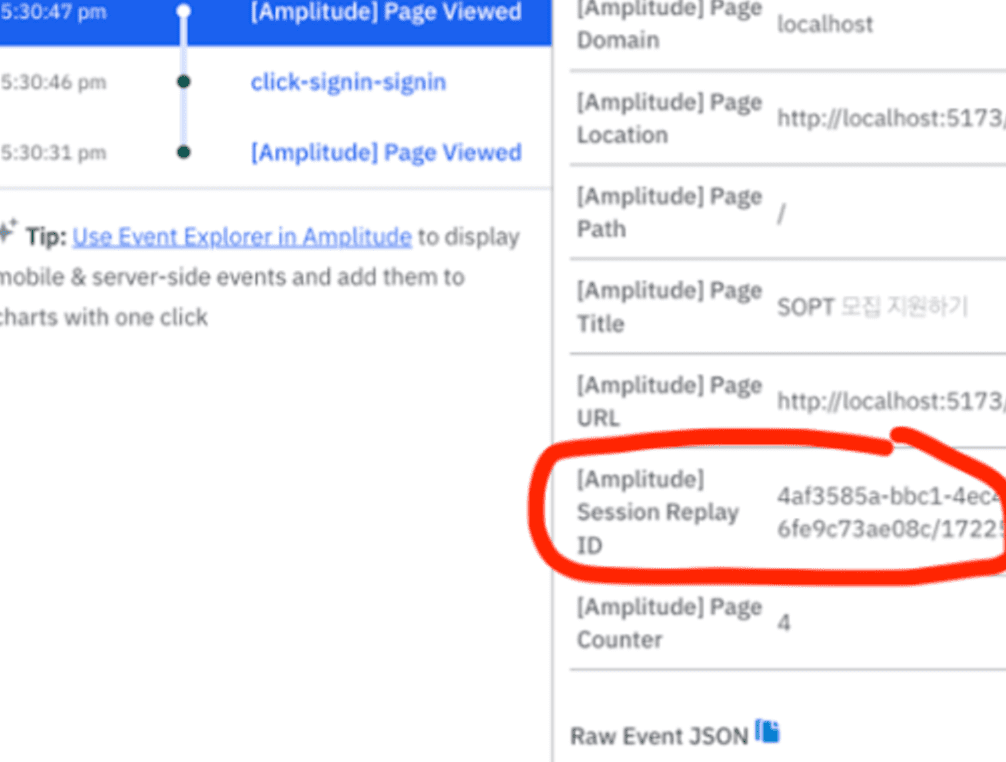 5:30:47 pm [Amplitude] Page Viewed
5:30:46 pm click-signin-signin
5:30:31 pm [Amplitude] Page Viewed
Tip: Use Event Explorer in Amplitude to display
mobile & server-side events and add them to
charts with one click
[Amplitude] Page
Domain
localhost
[Amplitude] Page
Location
http://localhost:5173/
[Amplitude] Page
Path
/
[Amplitude] Page
Title
SOPT 모집 지원하기
[Amplitude] Page
URL
http://localhost:5173/
[Amplitude]
Session Replay
ID
4af3585a-bbc1-4ec4
6fe9c73ae08c/1722
[Amplitude] Page
Counter
4
Raw Event JSON